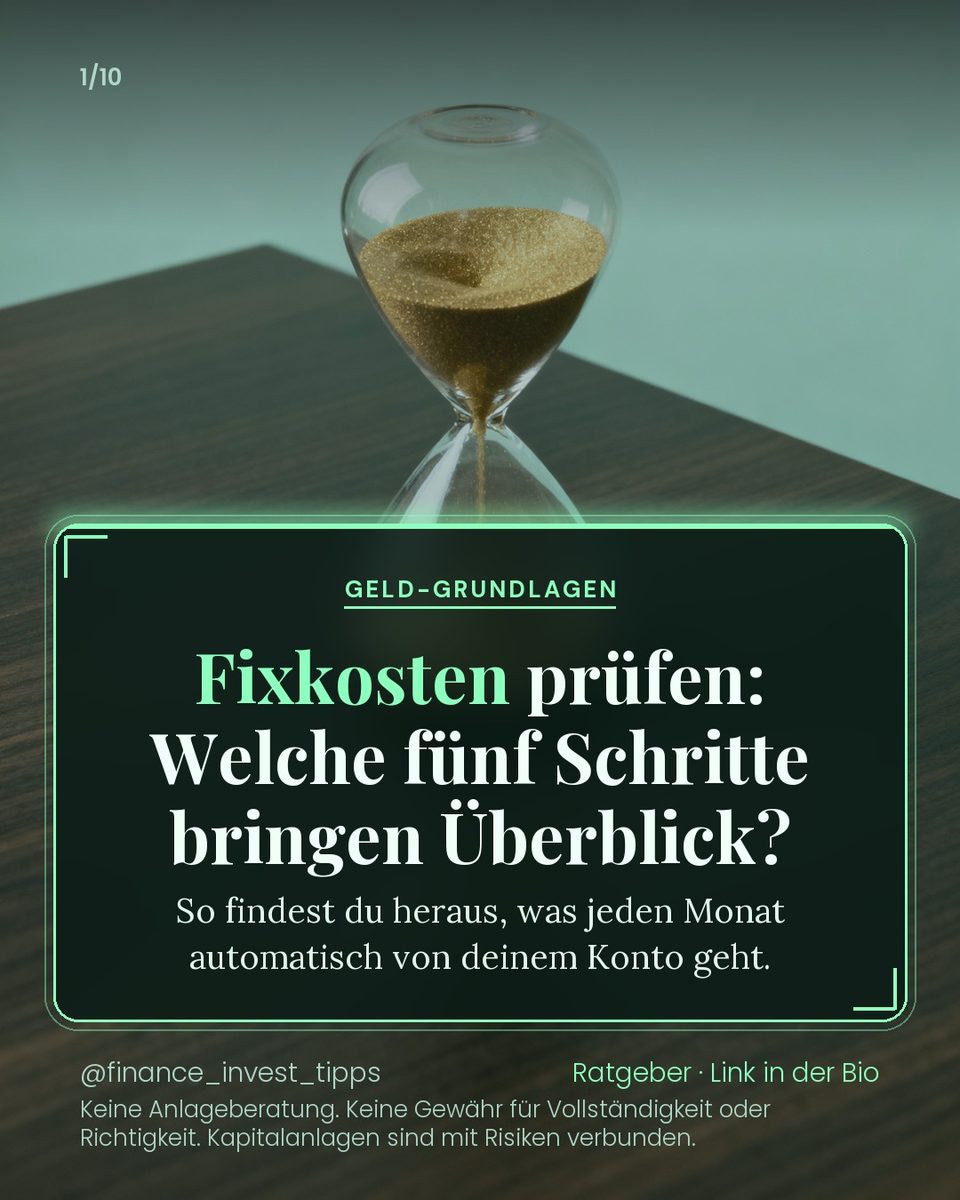 1/10
GELD-GRUNDLAGEN
Fixkosten prüfen:
Welche fünf Schritte
bringen Überblick?
So findest du heraus, was jeden Monat
automatisch von deinem Konto geht.
@finance_invest_tipps
Ratgeber · Link in der Bio
Keine Anlageberatung. Keine Gewähr für Vollständigkeit oder
Richtigkeit. Kapitalanlagen sind mit Risiken verbunden.